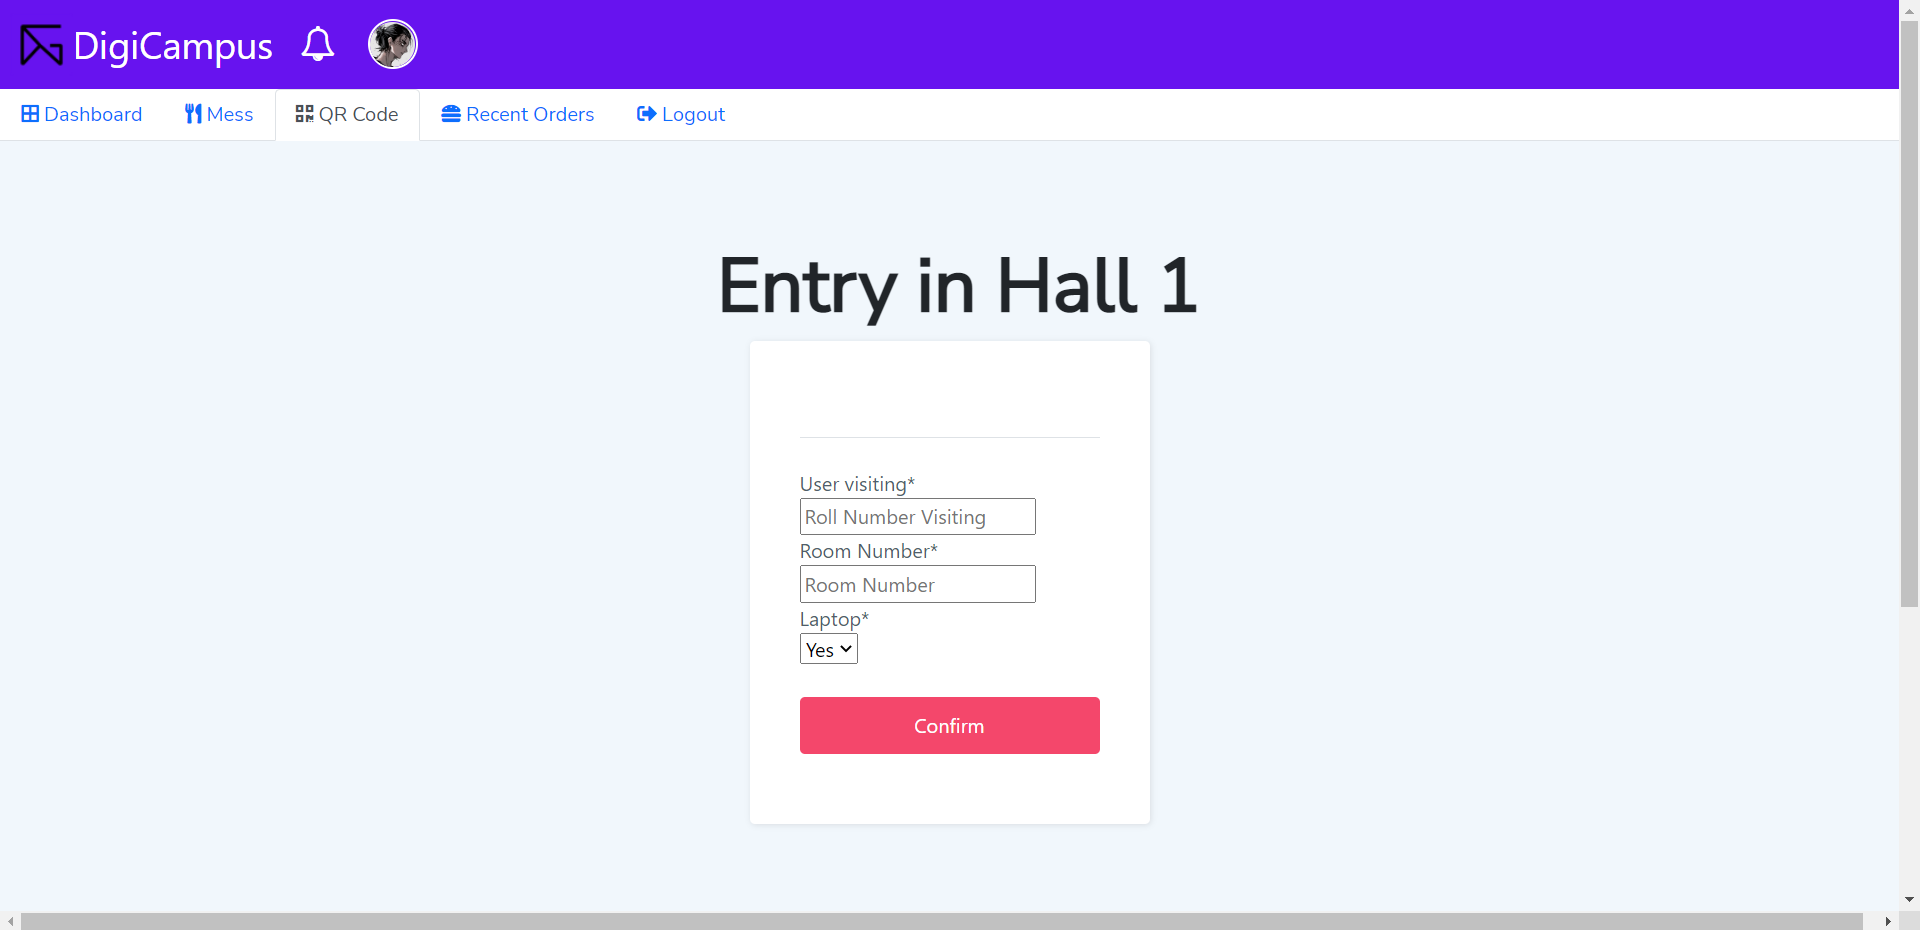 DigiCampus
Dashboard Mess QR Code Recent Orders Logout
Entry in Hall 1
User visiting*
Roll Number Visiting
Room Number*
Room Number
Laptop*
Yes
Confirm